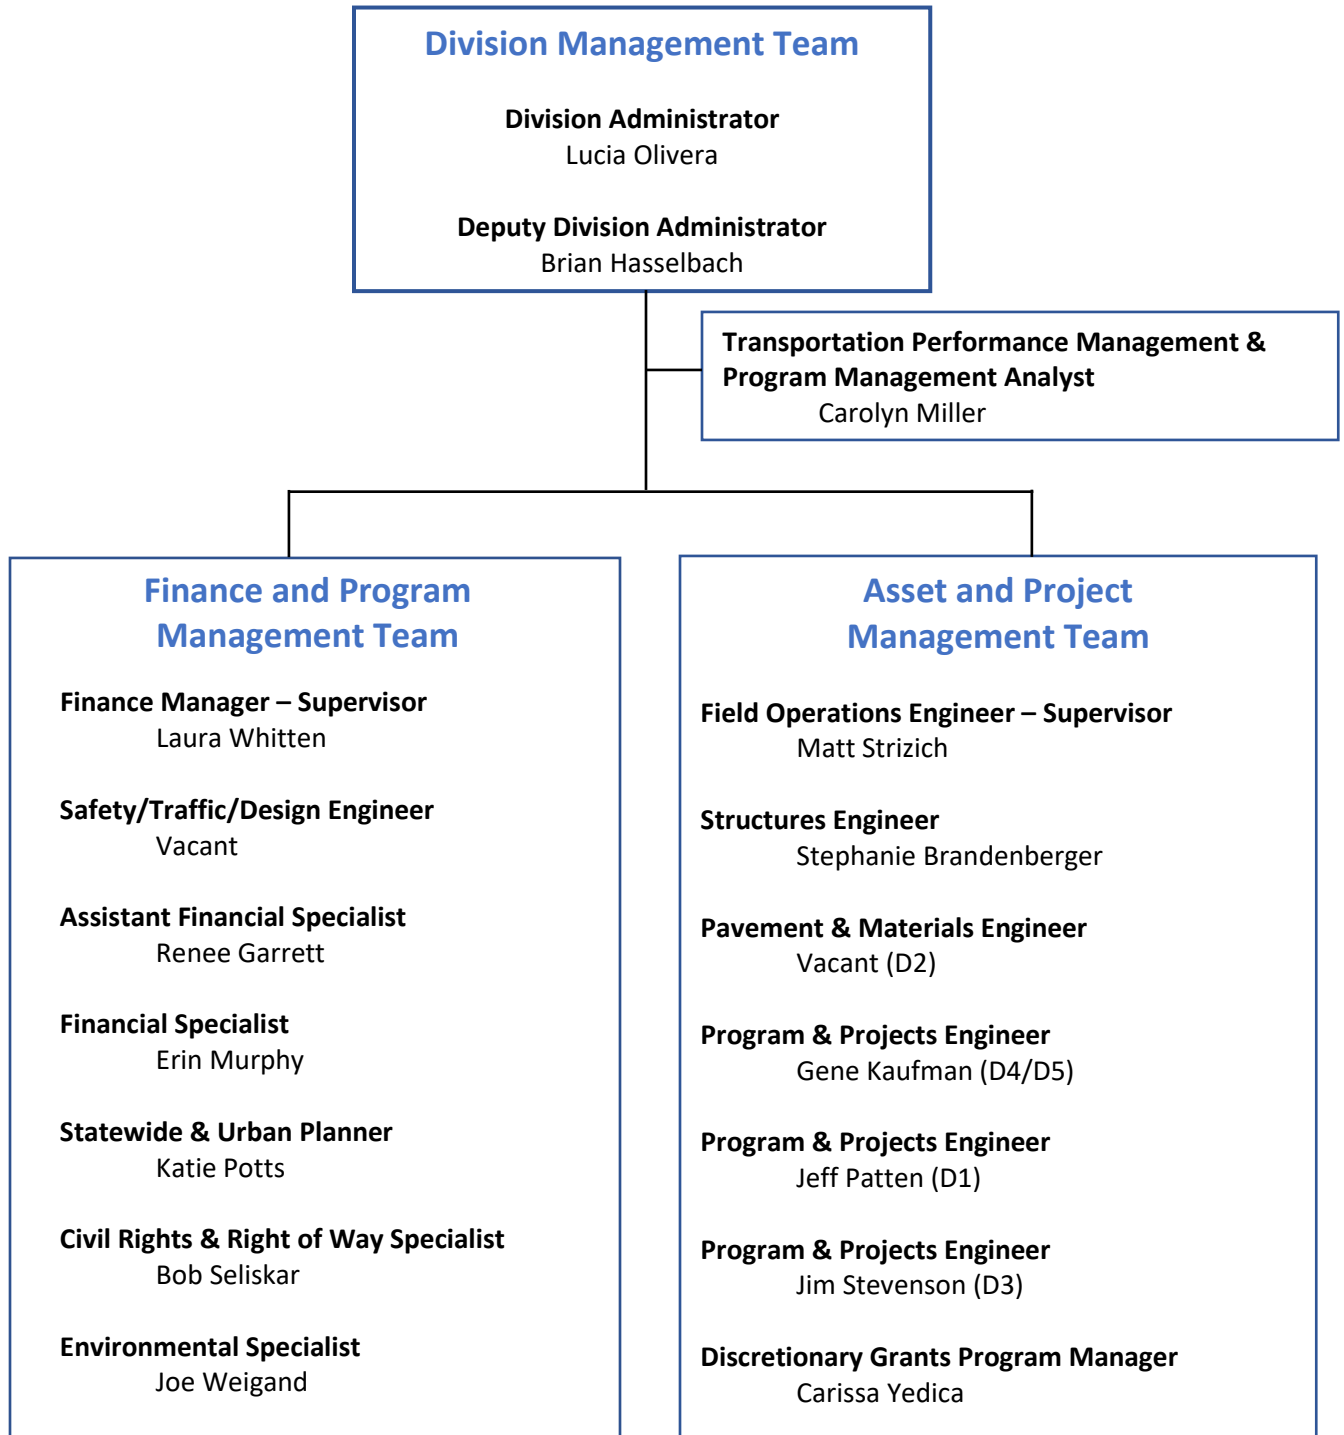 Division Management Team
Division Administrator
Lucia Olivera
Deputy Division Administrator
Brian Hasselbach
Transportation Performance Management &
Program Management Analyst
Carolyn Miller
Finance and Program
Management Team
Finance Manager – Supervisor
Laura Whitten
Safety/Traffic/Design Engineer
Vacant
Assistant Financial Specialist
Renee Garrett
Financial Specialist
Erin Murphy
Statewide & Urban Planner
Katie Potts
Civil Rights & Right of Way Specialist
Bob Seliskar
Environmental Specialist
Joe Weigand
Asset and Project
Management Team
Field Operations Engineer – Supervisor
Matt Strizich
Structures Engineer
Stephanie Brandenberger
Pavement & Materials Engineer
Vacant (D2)
Program & Projects Engineer
Gene Kaufman (D4/D5)
Program & Projects Engineer
Jeff Patten (D1)
Program & Projects Engineer
Jim Stevenson (D3)
Discretionary Grants Program Manager
Carissa Yedica